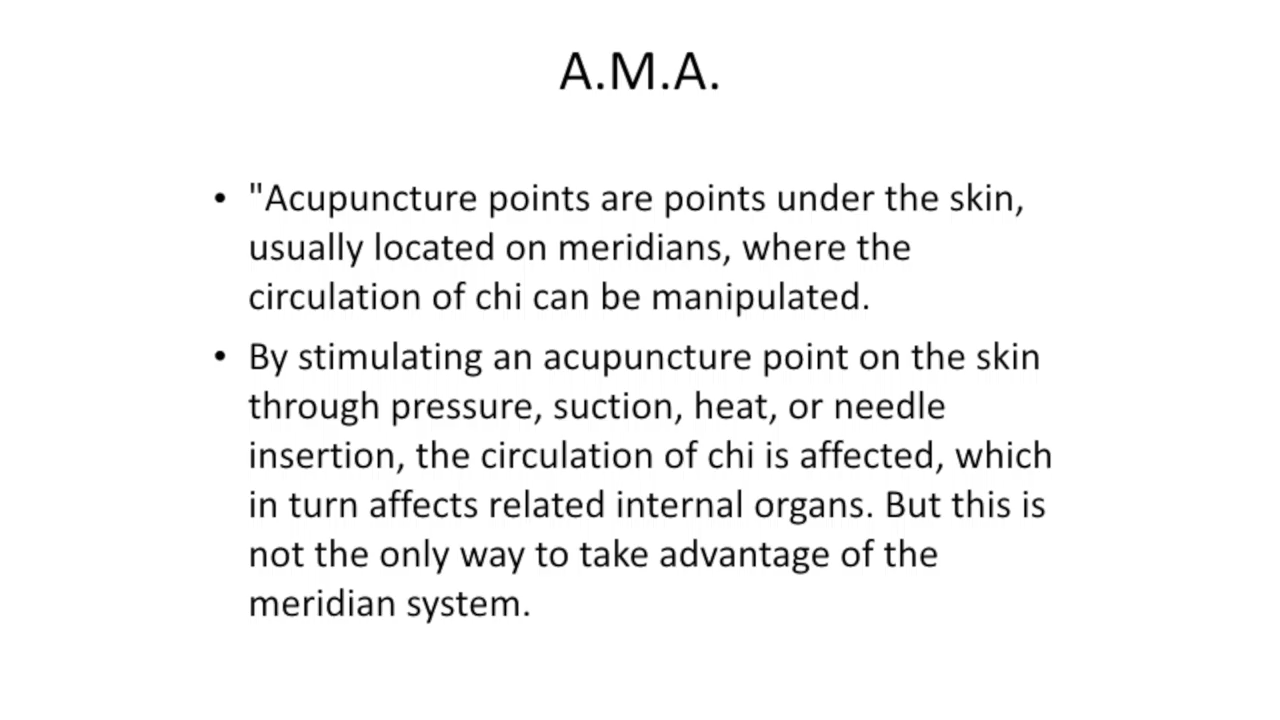 A.M.A.
• "Acupuncture points are points under the skin,
usually located on meridians, where the
circulation of chi can be manipulated.
• By stimulating an acupuncture point on the skin
through pressure, suction, heat, or needle
insertion, the circulation of chi is affected, which
in turn affects related internal organs. But this is
not the only way to take advantage of the
meridian system.